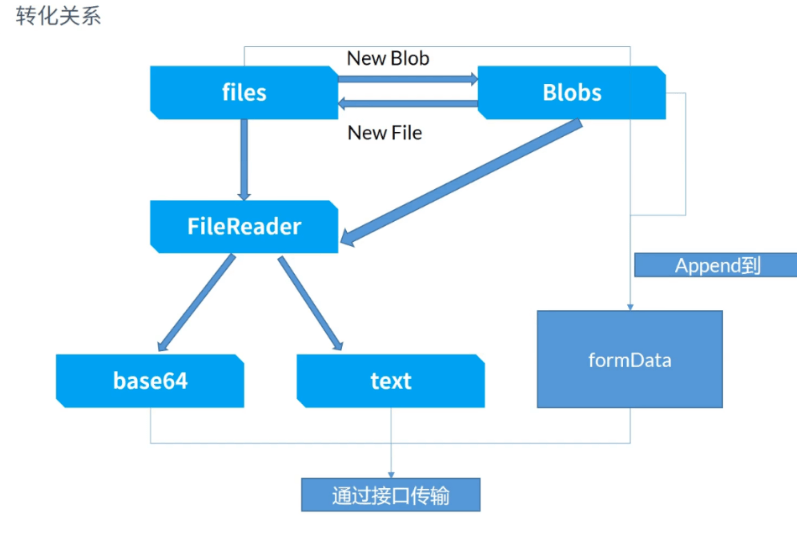 转化关系
New Blob
files
Blobs
New File
FileReader
Append到
formData
base64
text
通过接口传输